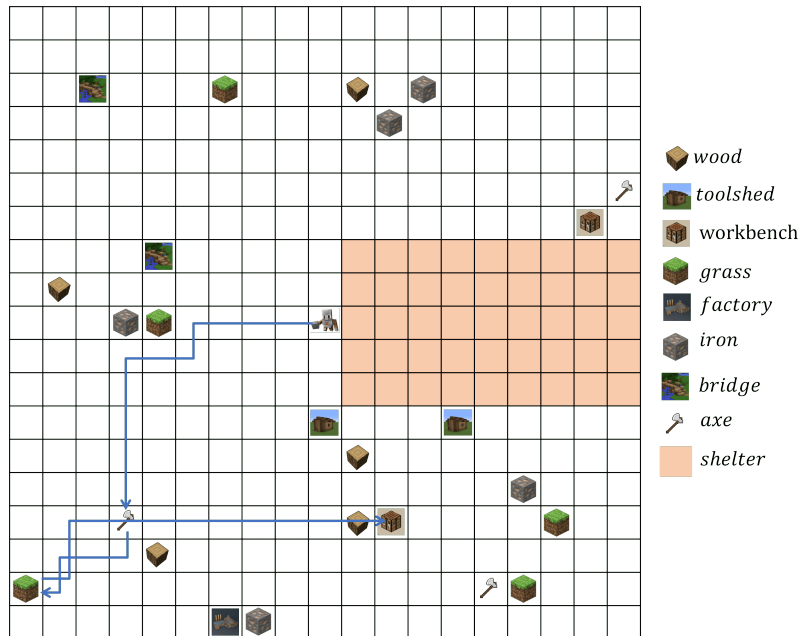 wood
toolshed
workbench
grass
factory
iron
bridge
axe
shelter